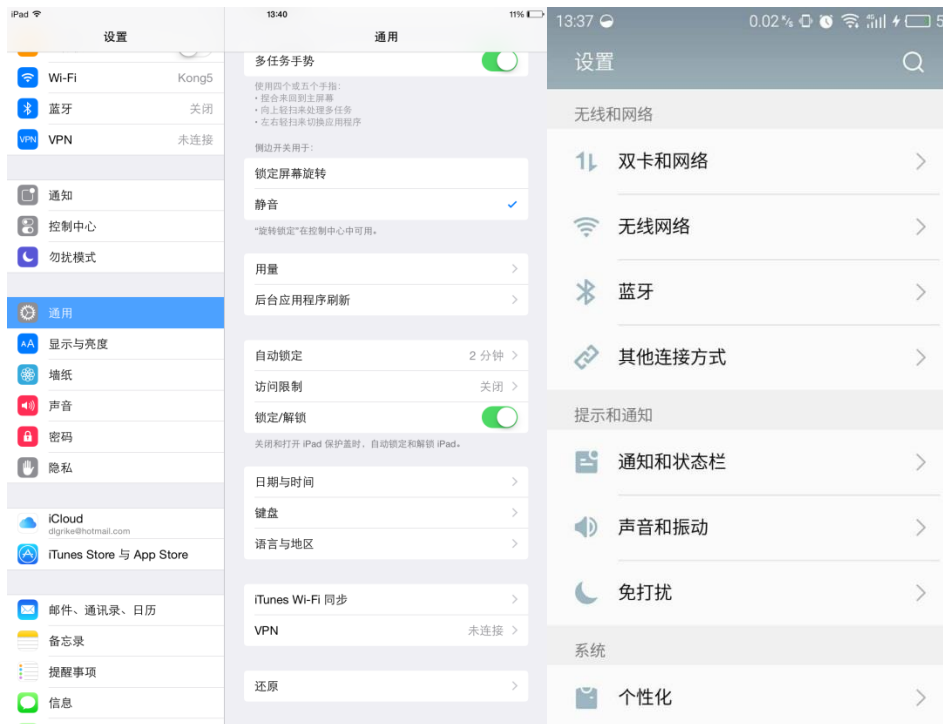 iPad
设置
Wi-Fi Kong5
蓝牙 关闭
VPN VPN 未连接
通知
控制中心
勿扰模式
通用
AA 显示与亮度
墙纸
声音
密码
隐私
iCloud
dlgrike@hotmail.com
iTunes Store 与 App Store
邮件、通讯录、日历
备忘录
提醒事项
信息
13:40 11%
通用
多任务手势
使用四个或五个手指:
• 捏合来回到主屏幕
• 向上轻扫来处理多任务
• 左右轻扫来切换应用程序
侧边开关用于:
锁定屏幕旋转
静音
“旋转锁定”在控制中心中可用。
用量
后台应用程序刷新
自动锁定 2 分钟
访问限制 关闭
锁定/解锁
关闭和打开 iPad 保护盖时,自动锁定和解锁 iPad。
日期与时间
键盘
语言与地区
iTunes Wi-Fi 同步
VPN 未连接
还原
13:37 0.02 ᴷ/s 4G 5
设置
无线和网络
双卡和网络
无线网络
蓝牙
其他连接方式
提示和通知
通知和状态栏
声音和振动
免打扰
系统
个性化